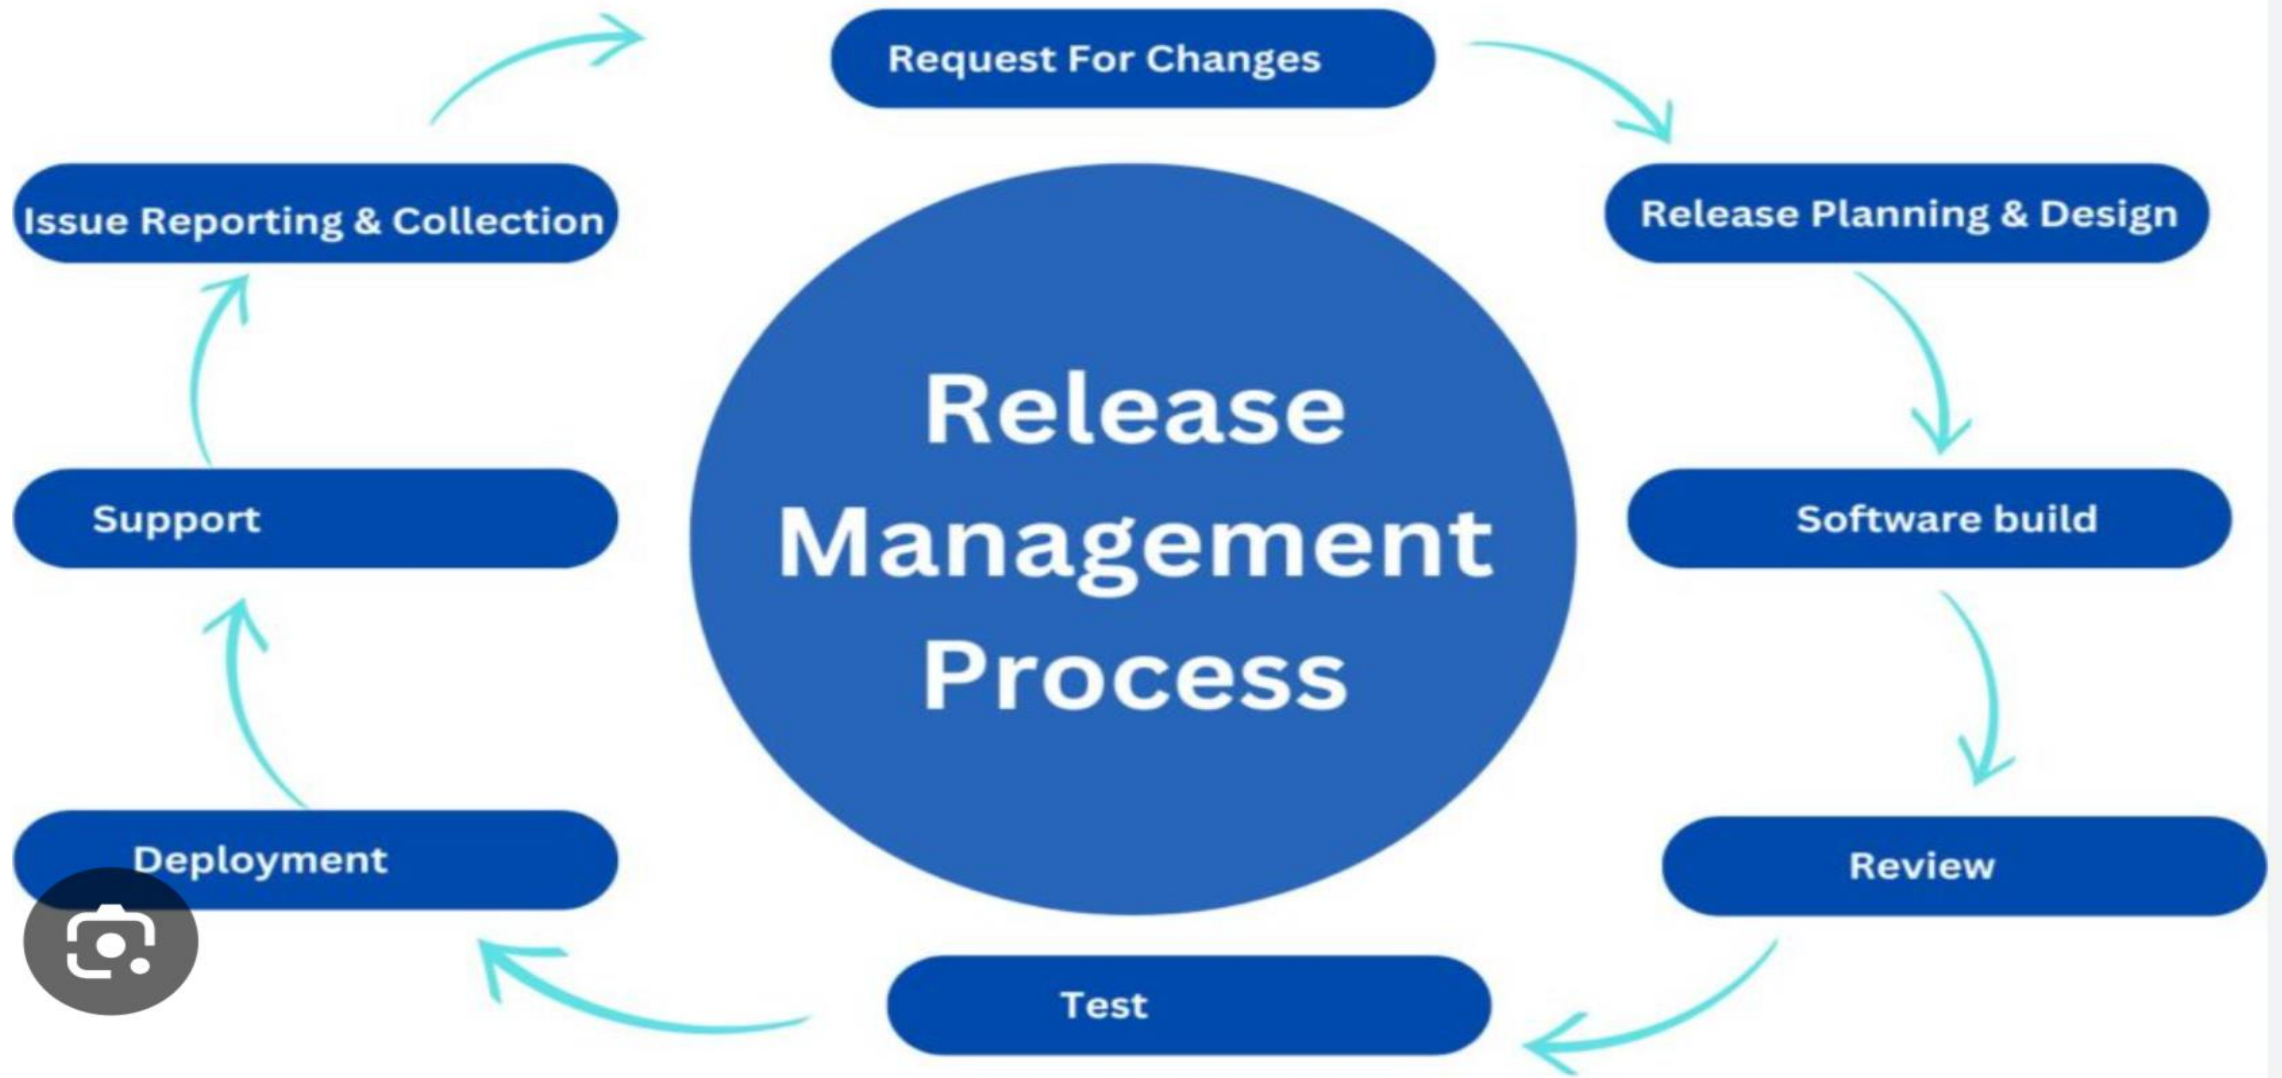 Request For Changes
Release Planning & Design
Software build
Review
Test
Deployment
Support
Issue Reporting & Collection
Release
Management
Process